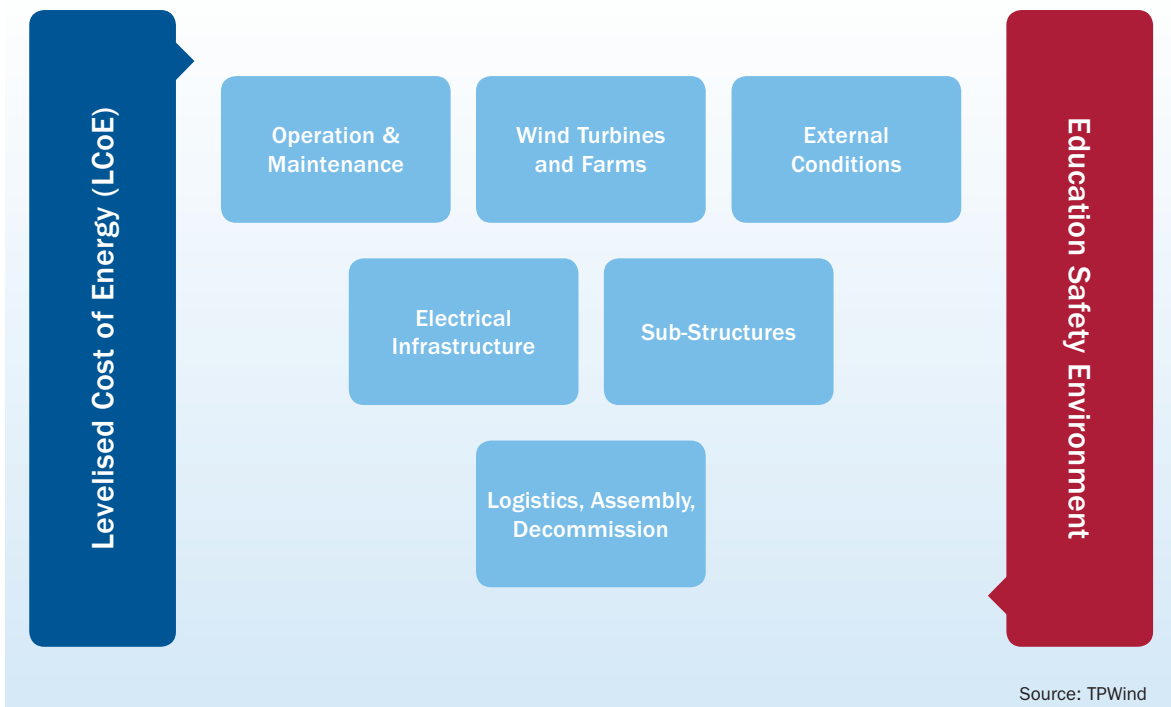 Levelised Cost of Energy (LCoE)
Operation &
Maintenance
Wind Turbines
and Farms
External
Conditions
Electrical
Infrastructure
Sub-Structures
Logistics, Assembly,
Decommission
Education Safety Environment
Source: TPWind